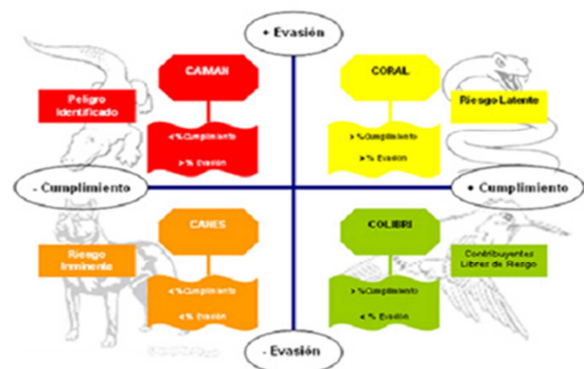 + Evasión
CAIMAN
CORAL
Peligro
Identificado
Riesgo Latente
< % Cumplimiento
> % Evasión
> % Cumplimiento
> % Evasión
- Cumplimiento
+ Cumplimiento
CANES
COLIBRI
Riesgo
Inminente
Contribuyentes
Libres de Riesgo
< % Cumplimiento
< % Evasión
> % Cumplimiento
< % Evasión
- Evasión